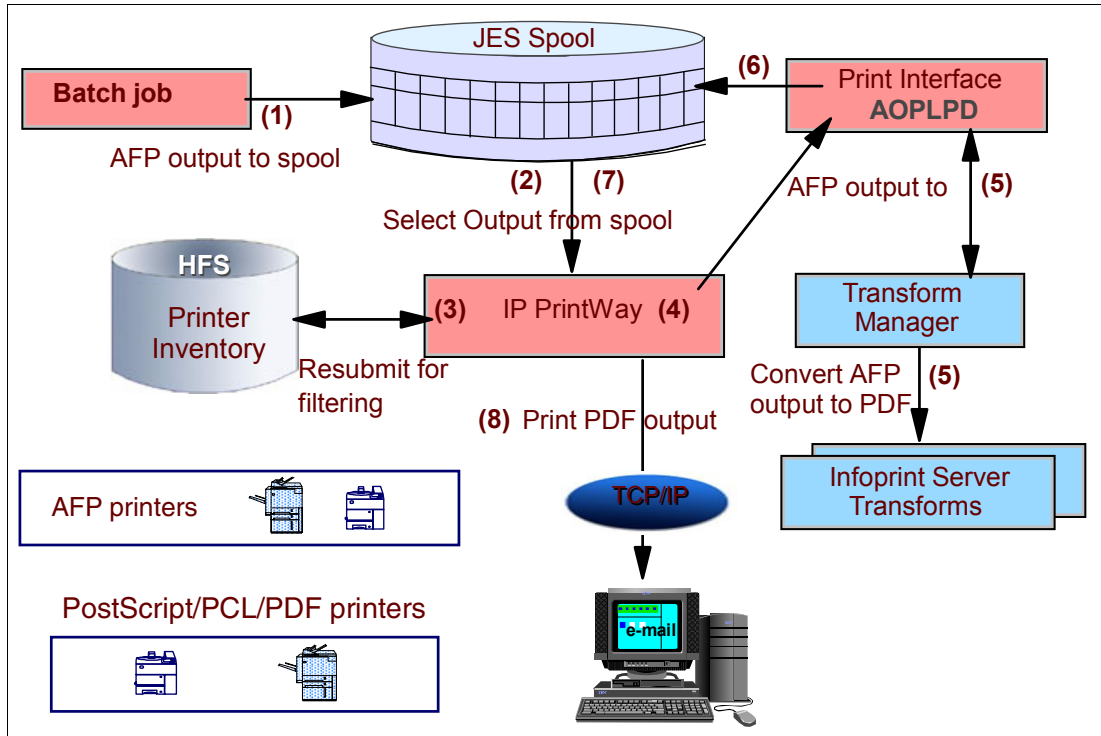 JES Spool
Batch job
(1)
AFP output to spool
(6)
Print Interface
AOPLPD
(2) (7)
Select Output from spool
AFP output to
(5)
HFS
Printer
Inventory
(3) IP PrintWay (4)
Resubmit for
filtering
Transform
Manager
Convert AFP
output to PDF
(5)
(8) Print PDF output
Infoprint Server
Transforms
TCP/IP
AFP printers
PostScript/PCL/PDF printers
e-mail